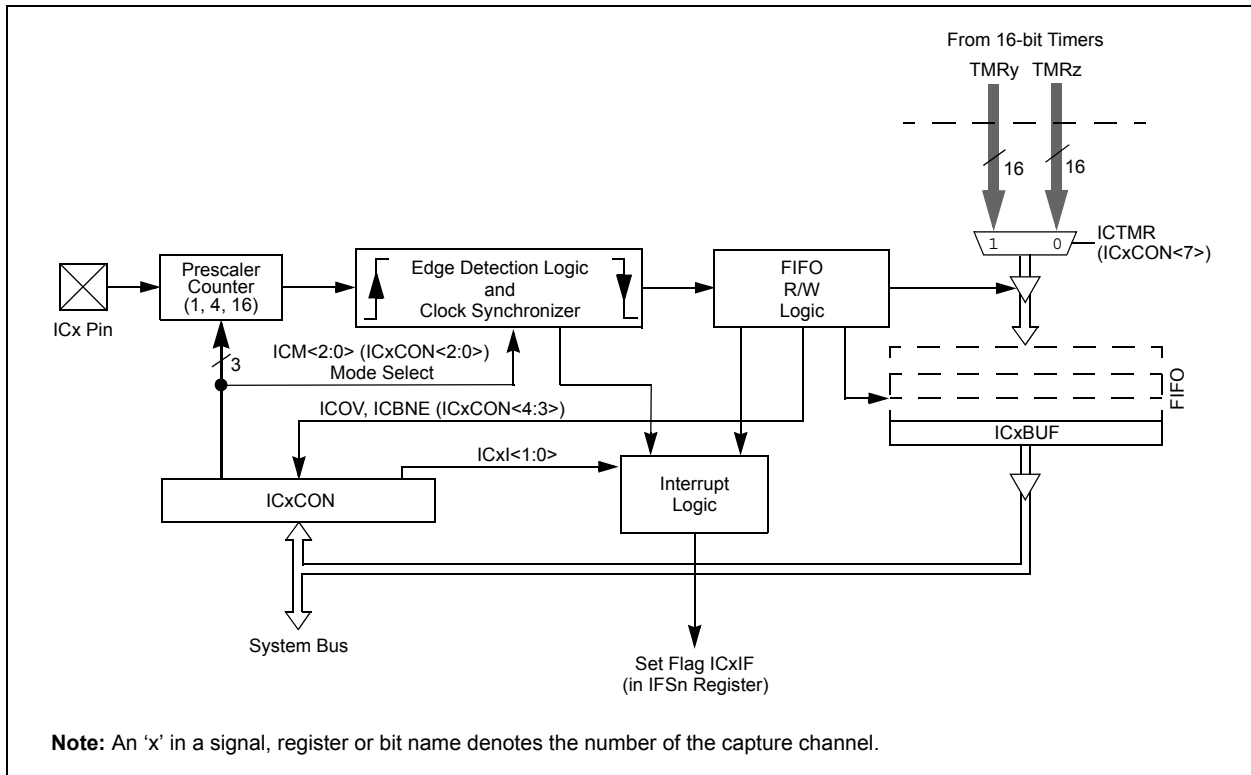 From 16-bit Timers
TMRy TMRz
16 16
1 0
ICTMR
(ICxCON<7>)
Prescaler
Counter
(1, 4, 16)
Edge Detection Logic
and
Clock Synchronizer
FIFO
R/W
Logic
ICx Pin
3
ICM<2:0> (ICxCON<2:0>)
Mode Select
FIFO
ICOV, ICBNE (ICxCON<4:3>)
ICxBUF
ICxI<1:0>
Interrupt
Logic
ICxCON
System Bus
Set Flag ICxIF
(in IFSn Register)
Note: An ‘x’ in a signal, register or bit name denotes the number of the capture channel.